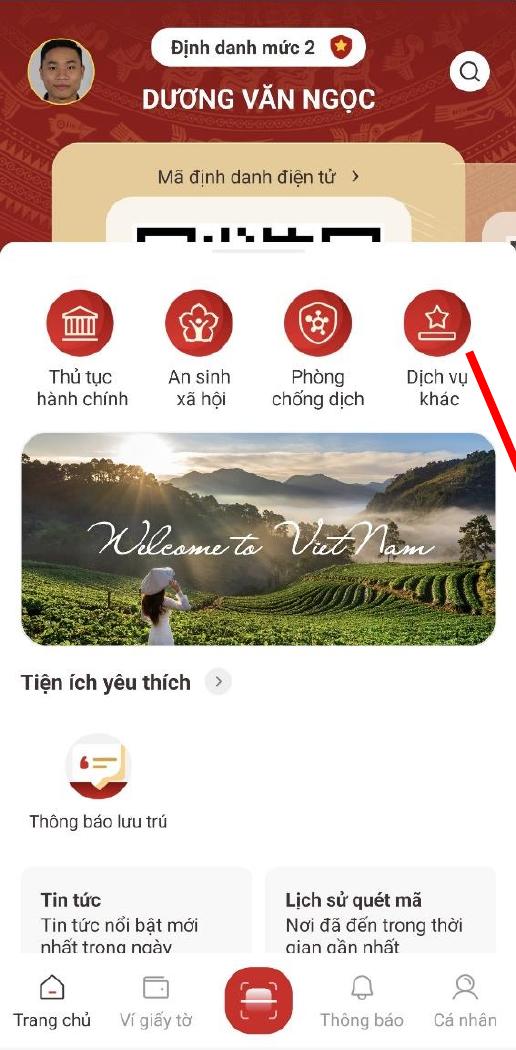 Định danh mức 2
DƯƠNG VĂN NGỌC
Mã định danh điện tử
Thủ tục
hành chính
An sinh
xã hội
Phòng
chống dịch
Dịch vụ
khác
Welcome to VietNam
Tiện ích yêu thích
Thông báo lưu trú
Tin tức
Tin tức nổi bật mới
nhất trong ngày
Lịch sử quét mã
Nơi đã đến trong thời
gian gần nhất
Trang chủ
Ví giấy tờ
Thông báo
Cá nhân